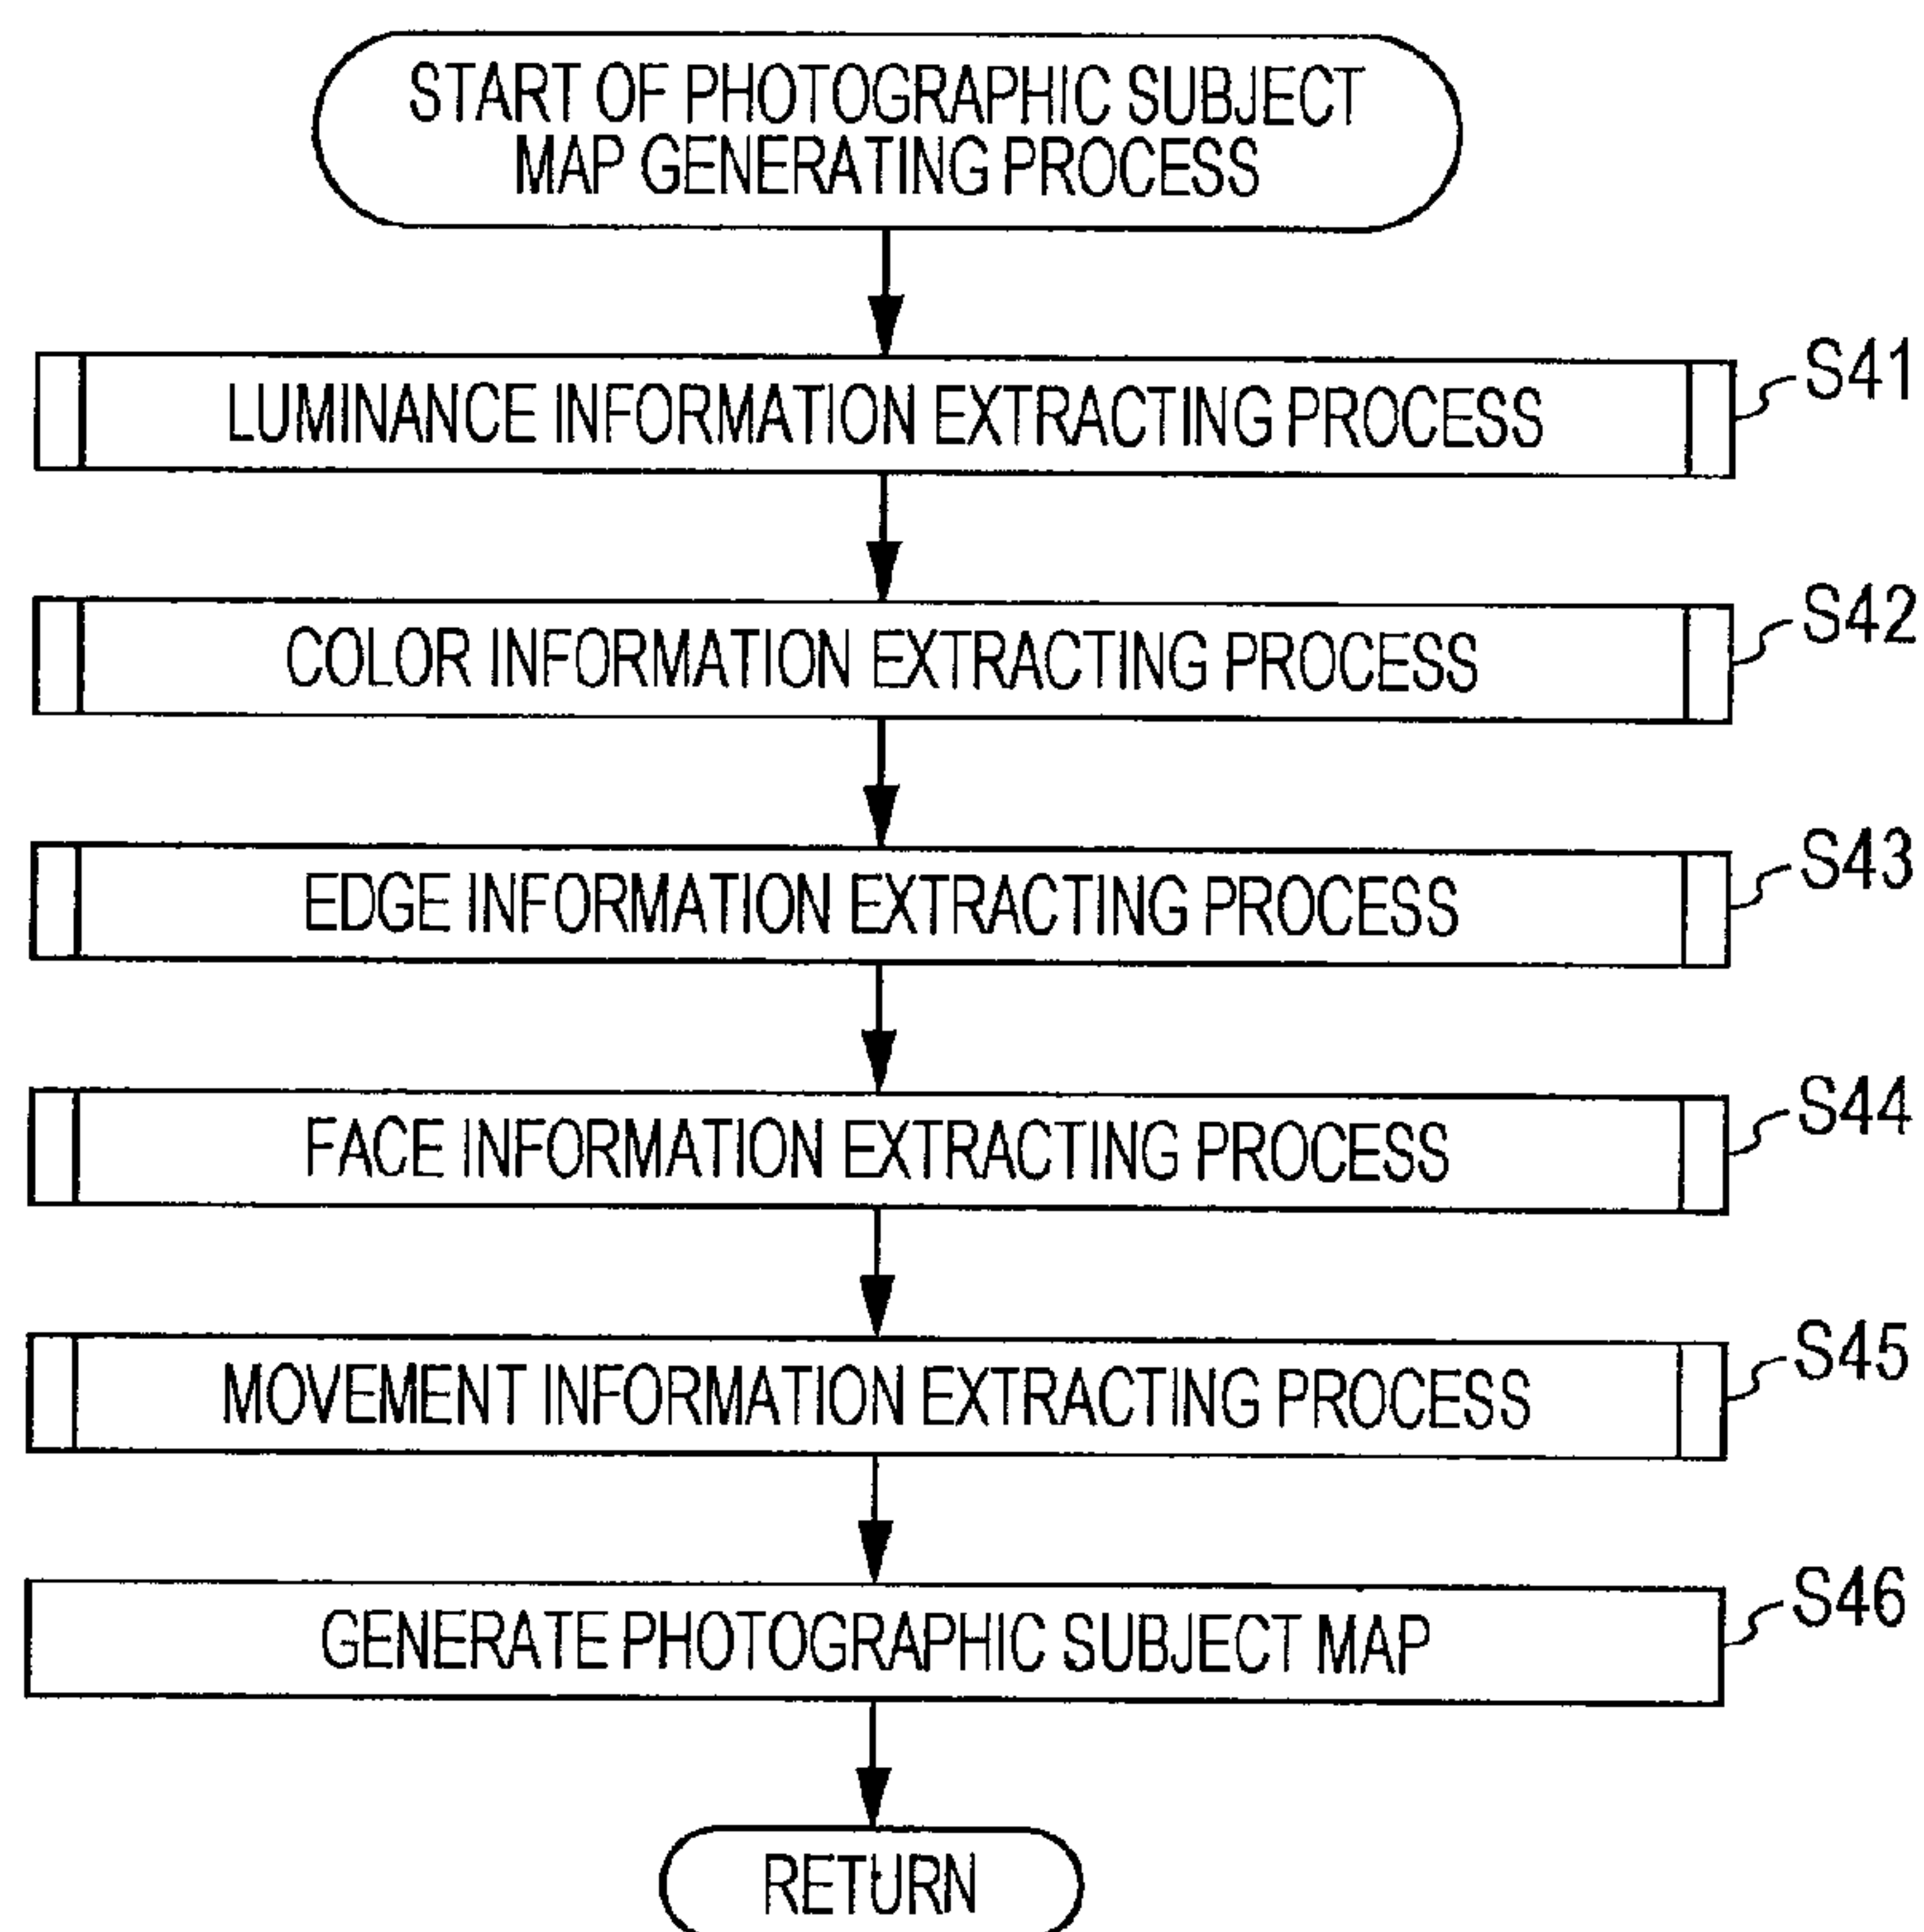 START OF PHOTOGRAPHIC SUBJECT
MAP GENERATING PROCESS
LUMINANCE INFORMATION EXTRACTING PROCESS
S41
COLOR INFORMATION EXTRACTING PROCESS
S42
EDGE INFORMATION EXTRACTING PROCESS
S43
FACE INFORMATION EXTRACTING PROCESS
S44
MOVEMENT INFORMATION EXTRACTING PROCESS
S45
GENERATE PHOTOGRAPHIC SUBJECT MAP
S46
RETURN